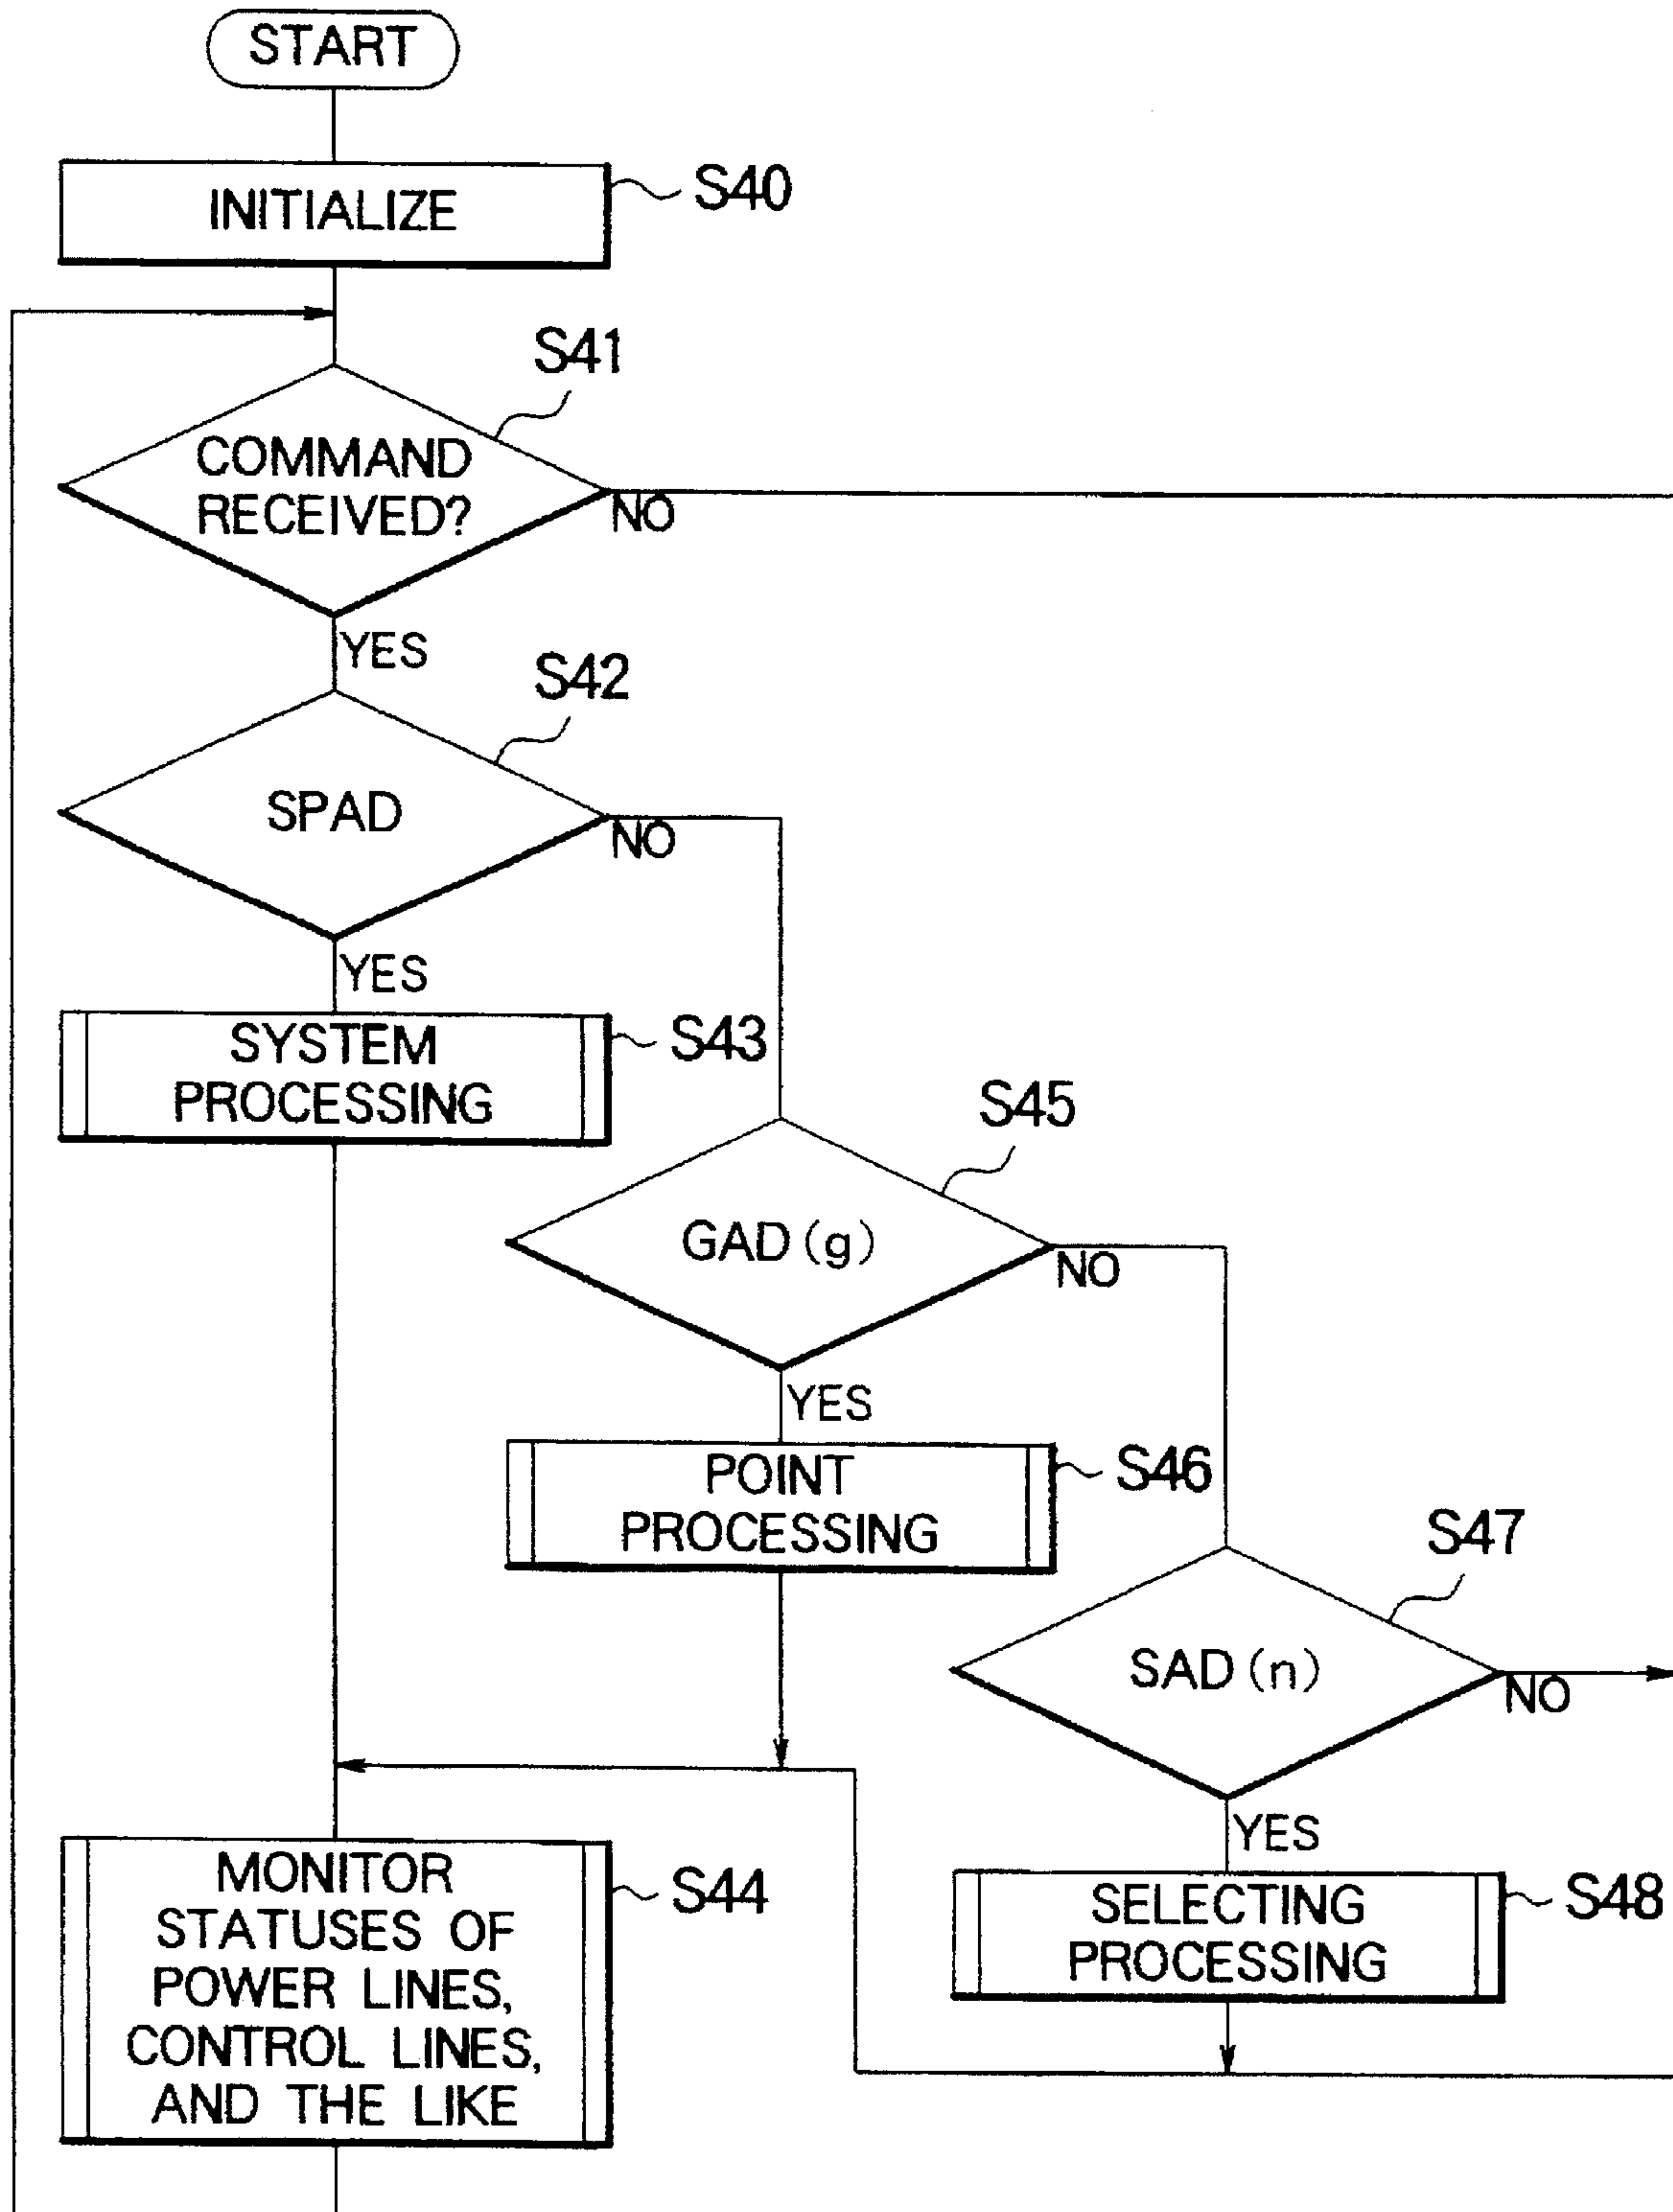 START
INITIALIZE
S40
S41
COMMAND
RECEIVED?
NO
YES
S42
SPAD
NO
YES
SYSTEM
PROCESSING
S43
S45
GAD (g)
NO
YES
POINT
PROCESSING
S46
S47
SAD (n)
NO
YES
SELECTING
PROCESSING
S48
MONITOR
STATUSES OF
POWER LINES,
CONTROL LINES,
AND THE LIKE
S44